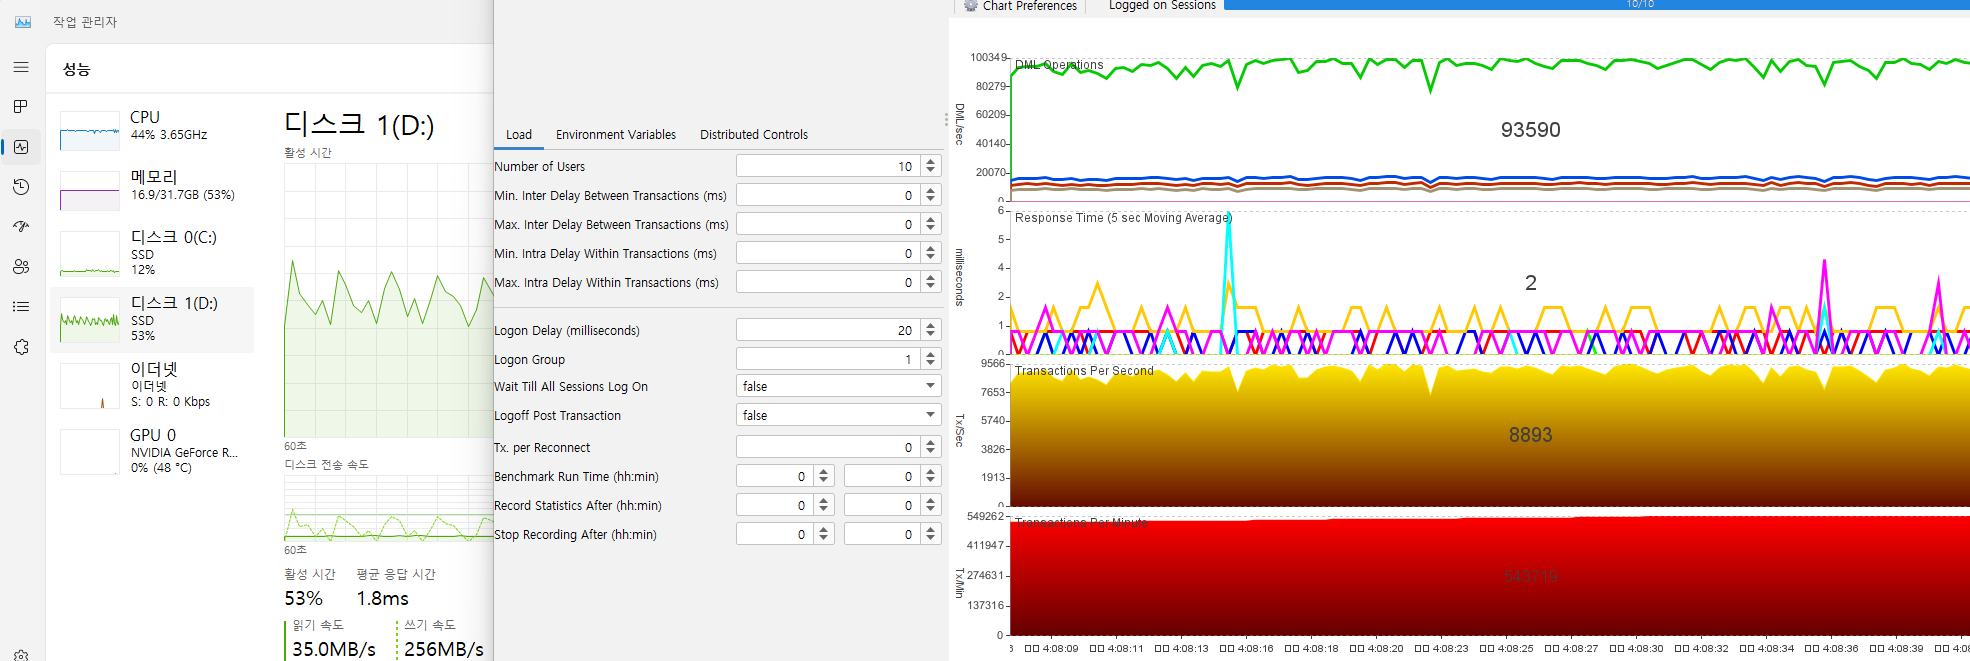 작업 관리자
성능
CPU
44% 3.65GHz
메모리
16.9/31.7GB (53%)
디스크 0(C:)
SSD
12%
디스크 1(D:)
SSD
53%
이더넷
이더넷
S: 0 R: 0 Kbps
GPU 0
NVIDIA GeForce R...
0% (48 °C)
디스크 1(D:)
활성 시간
60초
디스크 전송 속도
60초
활성 시간 평균 응답 시간
53% 1.8ms
읽기 속도 쓰기 속도
35.0MB/s 256MB/s
Load Environment Variables Distributed Controls
Number of Users 10
Min. Inter Delay Between Transactions (ms) 0
Max. Inter Delay Between Transactions (ms) 0
Min. Intra Delay Within Transactions (ms) 0
Max. Intra Delay Within Transactions (ms) 0
Logon Delay (milliseconds) 20
Logon Group 1
Wait Till All Sessions Log On false
Logoff Post Transaction false
Tx. per Reconnect 0
Benchmark Run Time (hh:min) 0 0
Record Statistics After (hh:min) 0 0
Stop Recording After (hh:min) 0 0
Chart Preferences Logged on Sessions 10/10
DML Operations
DML/sec
100349
80279
60209
40140
20070
0
93590
Response Time (5 sec Moving Average)
milliseconds
6
5
4
2
1
0
2
Transactions Per Second
Tx/Sec
9566
7653
5740
3826
1913
0
8893
Transactions Per Minute
Tx/Min
549262
411947
274631
137316
0
543719
3 □□ 4:08:09 □□ 4:08:11 □□ 4:08:13 □□ 4:08:16 □□ 4:08:18 □□ 4:08:20 □□ 4:08:23 □□ 4:08:25 □□ 4:08:27 □□ 4:08:30 □□ 4:08:32 □□ 4:08:34 □□ 4:08:36 □□ 4:08:39 □□ 4:0